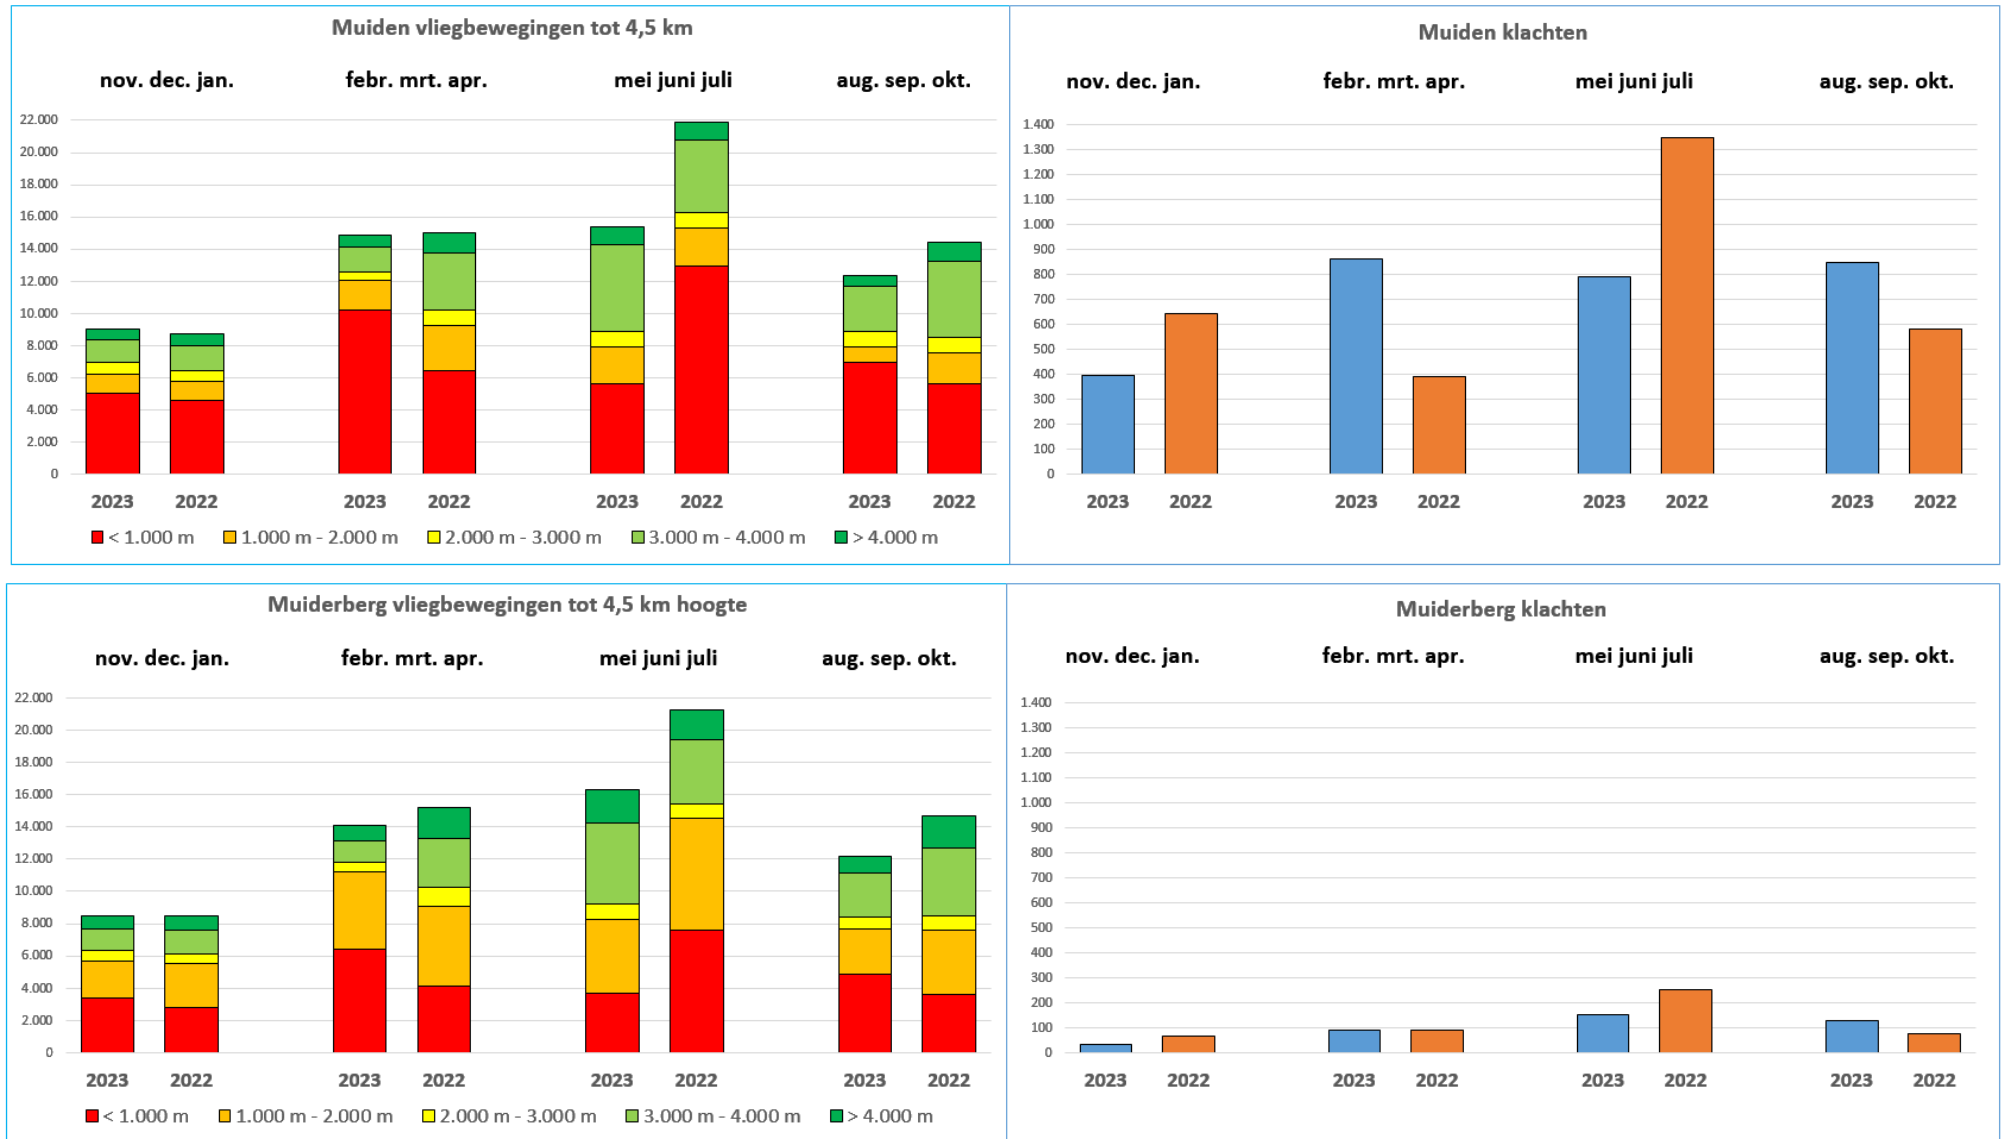 Muiden vliegbewegingen tot 4,5 km
nov. dec. jan.
febr. mrt. apr.
mei juni juli
aug. sep. okt.
22.000
20.000
18.000
16.000
14.000
12.000
10.000
8.000
6.000
4.000
2.000
0
2023 2022 2023 2022 2023 2022 2023 2022
< 1.000 m 1.000 m - 2.000 m 2.000 m - 3.000 m 3.000 m - 4.000 m > 4.000 m
Muiden klachten
nov. dec. jan.
febr. mrt. apr.
mei juni juli
aug. sep. okt.
1.400
1.300
1.200
1.100
1.000
900
800
700
600
500
400
300
200
100
0
2023 2022 2023 2022 2023 2022 2023 2022
Muiderberg vliegbewegingen tot 4,5 km hoogte
nov. dec. jan.
febr. mrt. apr.
mei juni juli
aug. sep. okt.
22.000
20.000
18.000
16.000
14.000
12.000
10.000
8.000
6.000
4.000
2.000
0
2023 2022 2023 2022 2023 2022 2023 2022
< 1.000 m 1.000 m - 2.000 m 2.000 m - 3.000 m 3.000 m - 4.000 m > 4.000 m
Muiderberg klachten
nov. dec. jan.
febr. mrt. apr.
mei juni juli
aug. sep. okt.
1.400
1.300
1.200
1.100
1.000
900
800
700
600
500
400
300
200
100
0
2023 2022 2023 2022 2023 2022 2023 2022